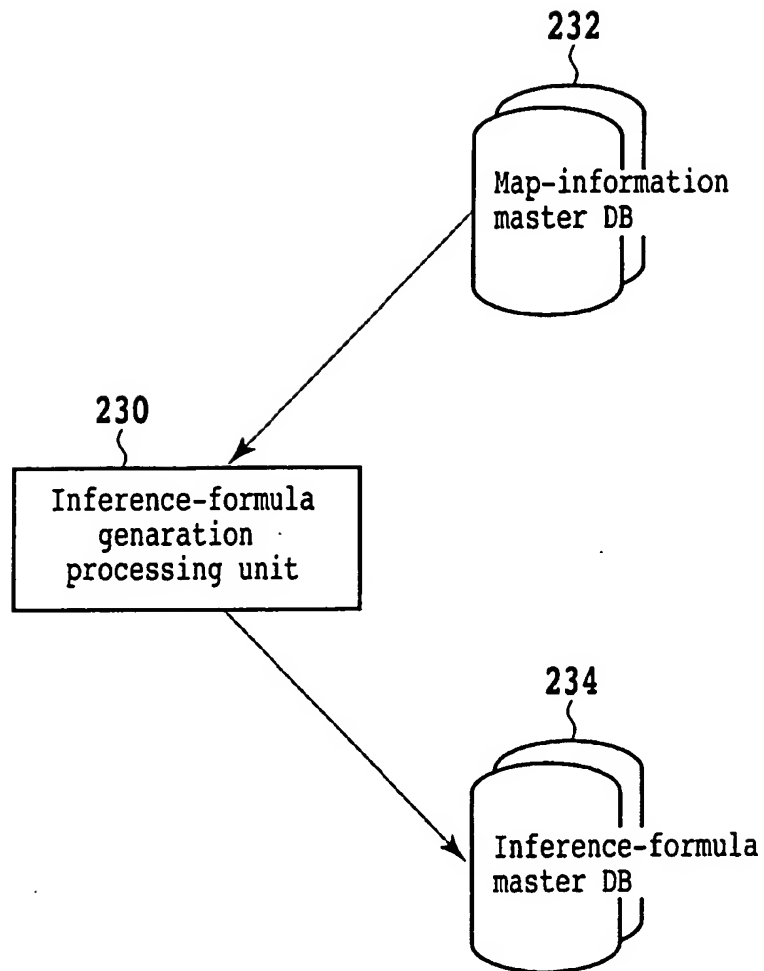 232
Map-information
master DB
230
Inference-formula
genaration
processing unit
234
Inference-formula
master DB